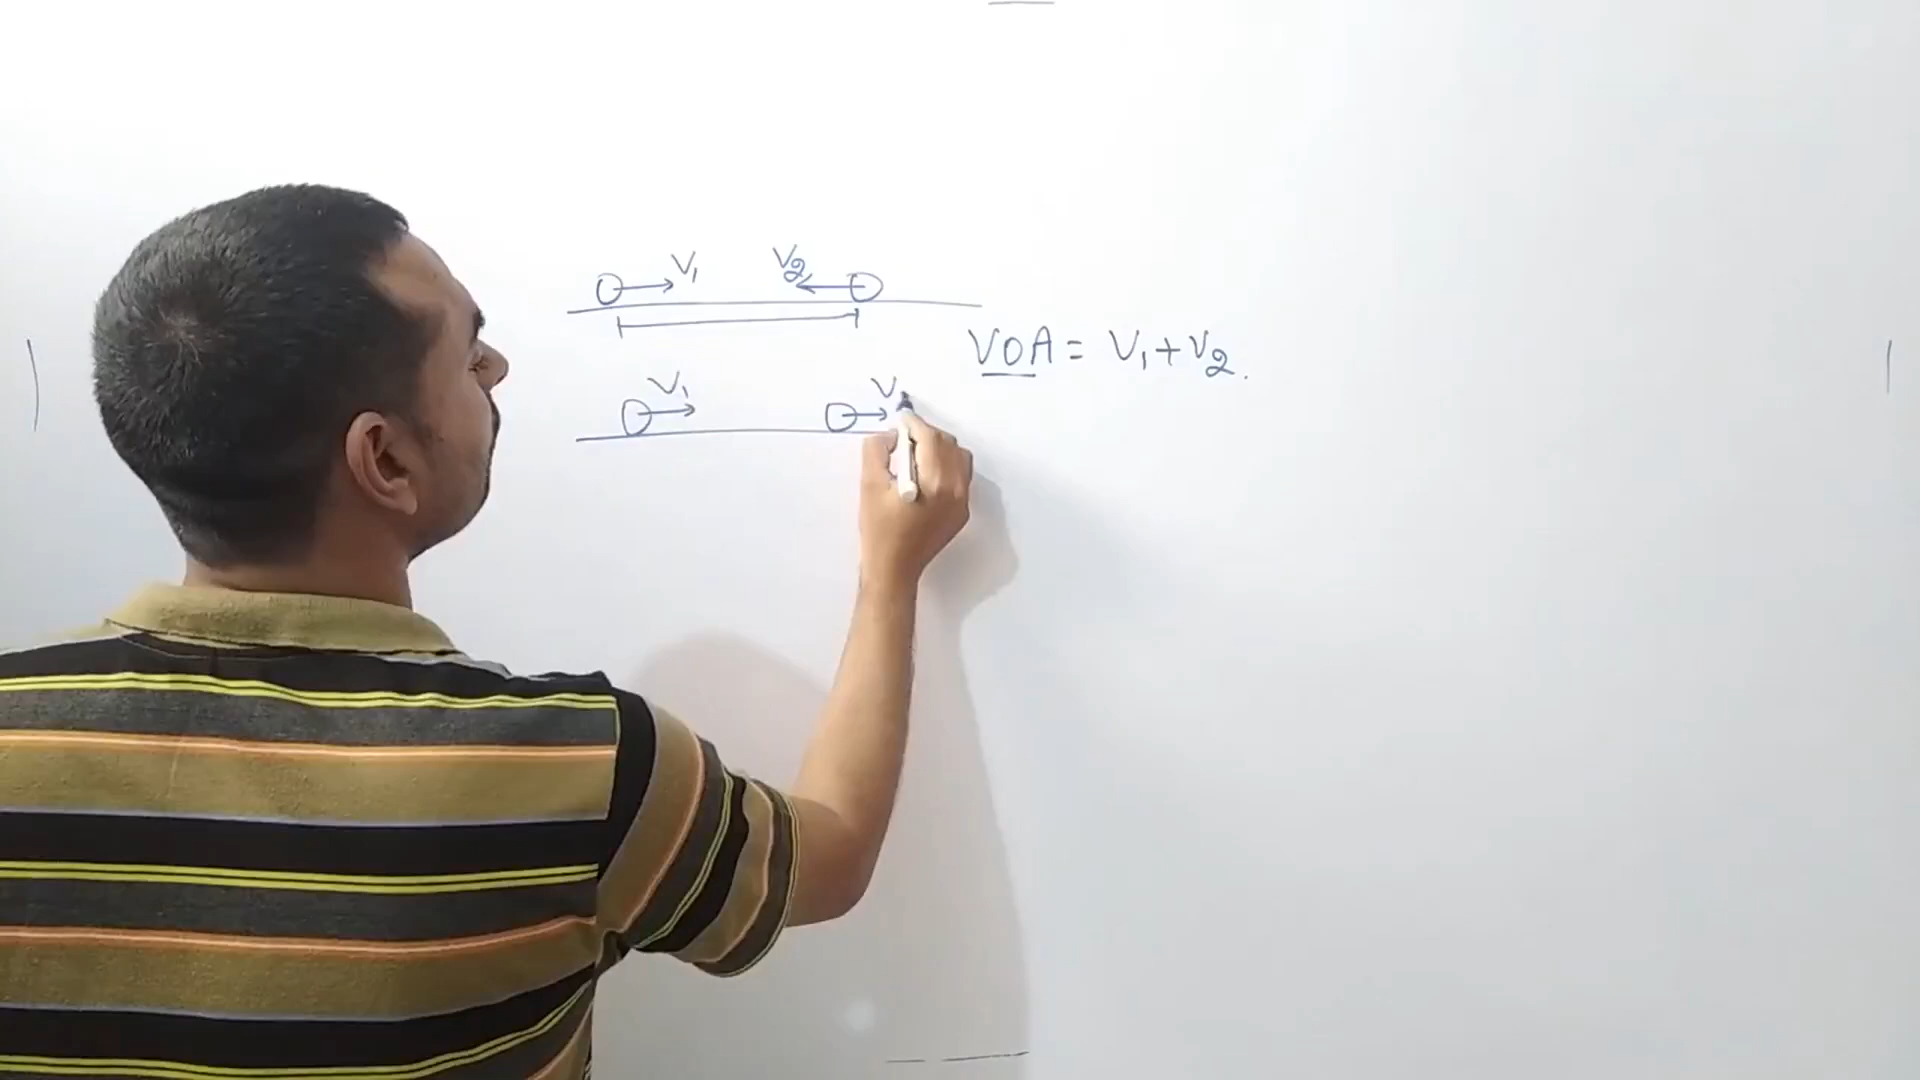 V₁ V₂
VOA = V₁ + V₂.
V₁ V